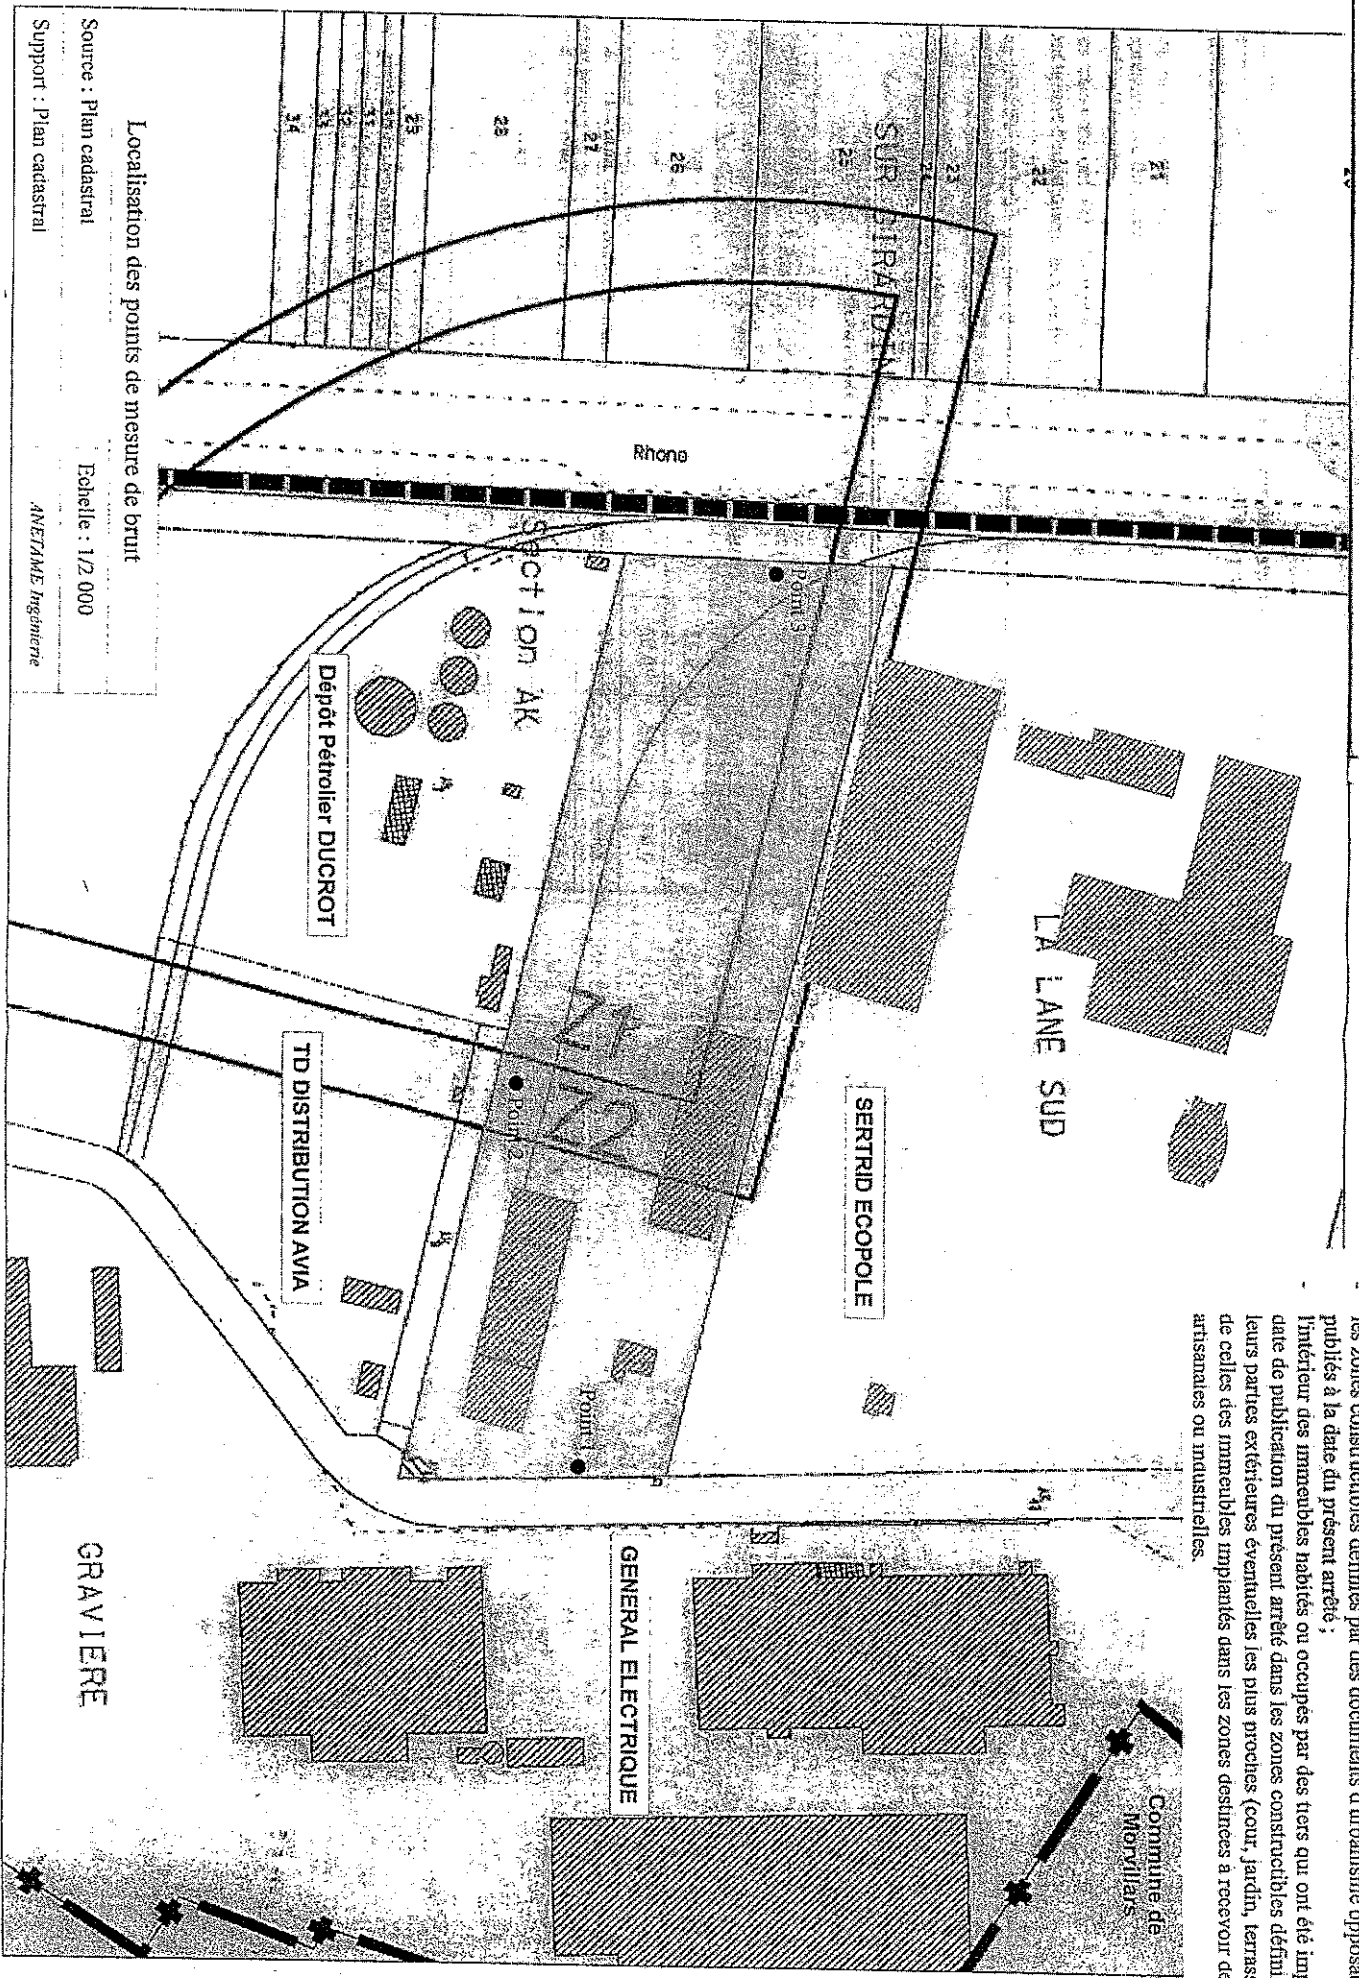 publiés à la date du présent arrêté ;
- l'intérieur des immeubles habités ou occupés par des tiers qui ont été
date de publication du présent arrêté dans les zones constructibles
leurs parties extérieures éventuelles les plus proches (cour, jardin,
de celles des immeubles implantés dans les zones destinées à recevoir
artisanales ou industrielles.
21
22
23
24
25
26
27
28
34
SUR GIRARDIN
Rhone
Section AK
Point 3
Point 2
Point 1
LA LANE SUD
SERTRID ECOPOLE
Dépôt Pétrolier DUCROT
TD DISTRIBUTION AVIA
GENERAL ELECTRIQUE
GRAVIERE
Commune de
Morvillars
Z1
Z2
Localisation des points de mesure de bruit
Source : Plan cadastral
Echelle : 1/2 000
Support : Plan cadastral
ANETAME Ingénierie